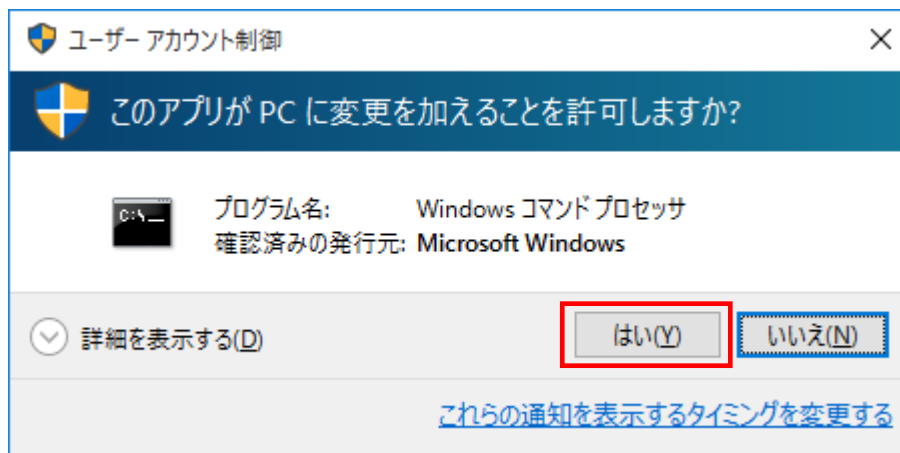 ユーザー アカウント制御
このアプリが PC に変更を加えることを許可しますか?
C:\
プログラム名: Windows コマンド プロセッサ
確認済みの発行元: Microsoft Windows
詳細を表示する(D)
はい(Y)
いいえ(N)
これらの通知を表示するタイミングを変更する